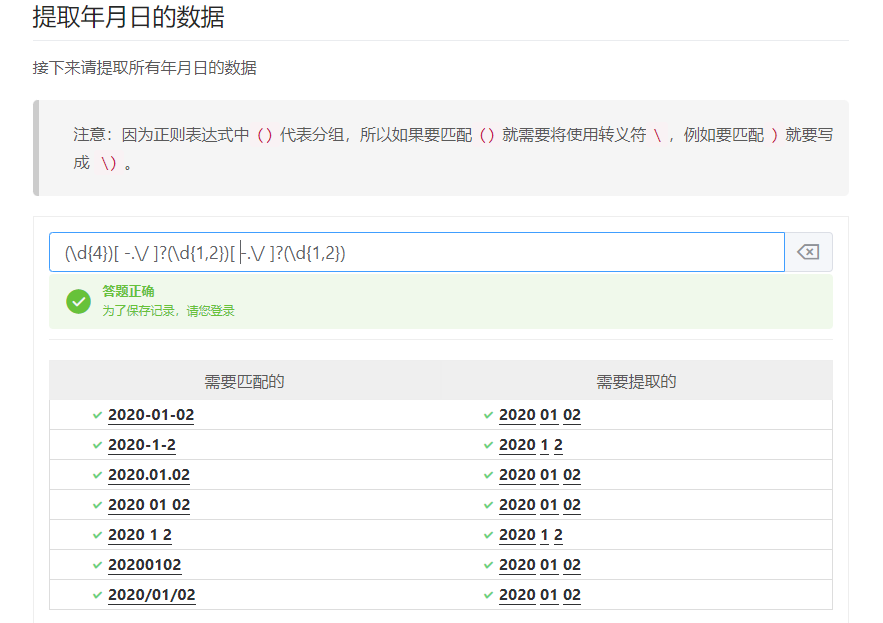 提取年月日的数据
接下来请提取所有年月日的数据
注意：因为正则表达式中 () 代表分组，所以如果要匹配 () 就需要将使用转义符 \ ，例如要匹配 ) 就要写
成 \) 。
(\d{4})[ -.\/ ]?(\d{1,2})[ -.\/ ]?(\d{1,2})
答题正确
为了保存记录，请您登录
需要匹配的 需要提取的
2020-01-02 2020 01 02
2020-1-2 2020 1 2
2020.01.02 2020 01 02
2020 01 02 2020 01 02
2020 1 2 2020 1 2
20200102 2020 01 02
2020/01/02 2020 01 02